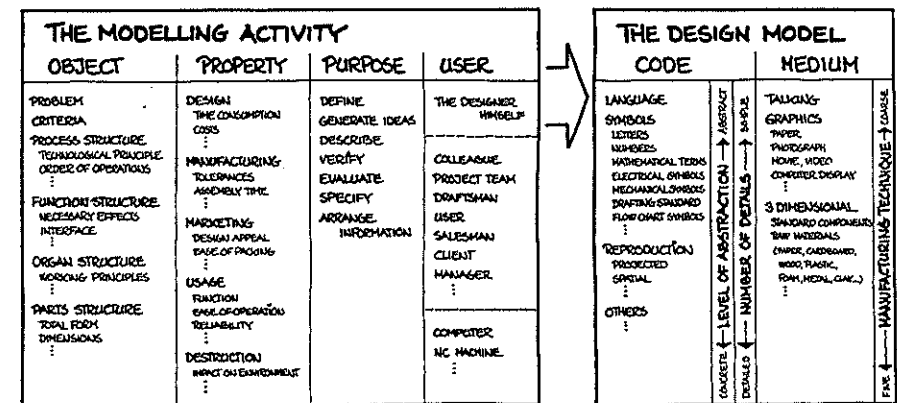 THE MODELLING ACTIVITY
OBJECT
PROBLEM
CRITERIA
PROCESS STRUCTURE
TECHNOLOGICAL PRINCIPLE
ORDER OF OPERATIONS
⋮
FUNCTION STRUCTURE
NECESSARY EFFECTS
INTERFACE
⋮
ORGAN STRUCTURE
WORKING PRINCIPLES
⋮
PARTS STRUCTURE
TOTAL FORM
DIMENSIONS
⋮
PROPERTY
DESIGN
TIME CONSUMPTION
COSTS
⋮
MANUFACTURING
TOLERANCES
ASSEMBLY TIME
⋮
MARKETING
DESIGN APPEAL
EASE OF PACKING
⋮
USAGE
FUNCTION
EASE OF OPERATION
RELIABILITY
⋮
DESTRUCTION
IMPACT ON ENVIRONMENT
⋮
PURPOSE
DEFINE
GENERATE IDEAS
DESCRIBE
VERIFY
EVALUATE
SPECIFY
ARRANGE
INFORMATION
USER
THE DESIGNER
HIMSELF
COLLEAGUE
PROJECT TEAM
DRAFTSMAN
USER
SALESMAN
CLIENT
MANAGER
⋮
COMPUTER
NC MACHINE
⋮
THE DESIGN MODEL
CODE
LANGUAGE
SYMBOLS
LETTERS
NUMBERS
MATHEMATICAL TERMS
ELECTRICAL SYMBOLS
MECHANICAL SYMBOLS
DRAFTING STANDARD
FLOW CHART SYMBOLS
⋮
REPRODUCTION
PROJECTED
SPATIAL
⋮
OTHERS
⋮
CONCRETE ← LEVEL OF ABSTRACTION → ABSTRACT
DETAILED ← NUMBER OF DETAILS → SIMPLE
MEDIUM
TALKING
GRAPHICS
PAPER
PHOTOGRAPH
MOVIE, VIDEO
COMPUTER DISPLAY
⋮
3 DIMENSIONAL
STANDARD COMPONENTS
RAW MATERIALS
(PAPER, CARDBOARD,
WOOD, PLASTIC,
FOAM, METAL, CLAY...)
⋮
FINE ← MANUFACTURING TECHNIQUE → COARSE